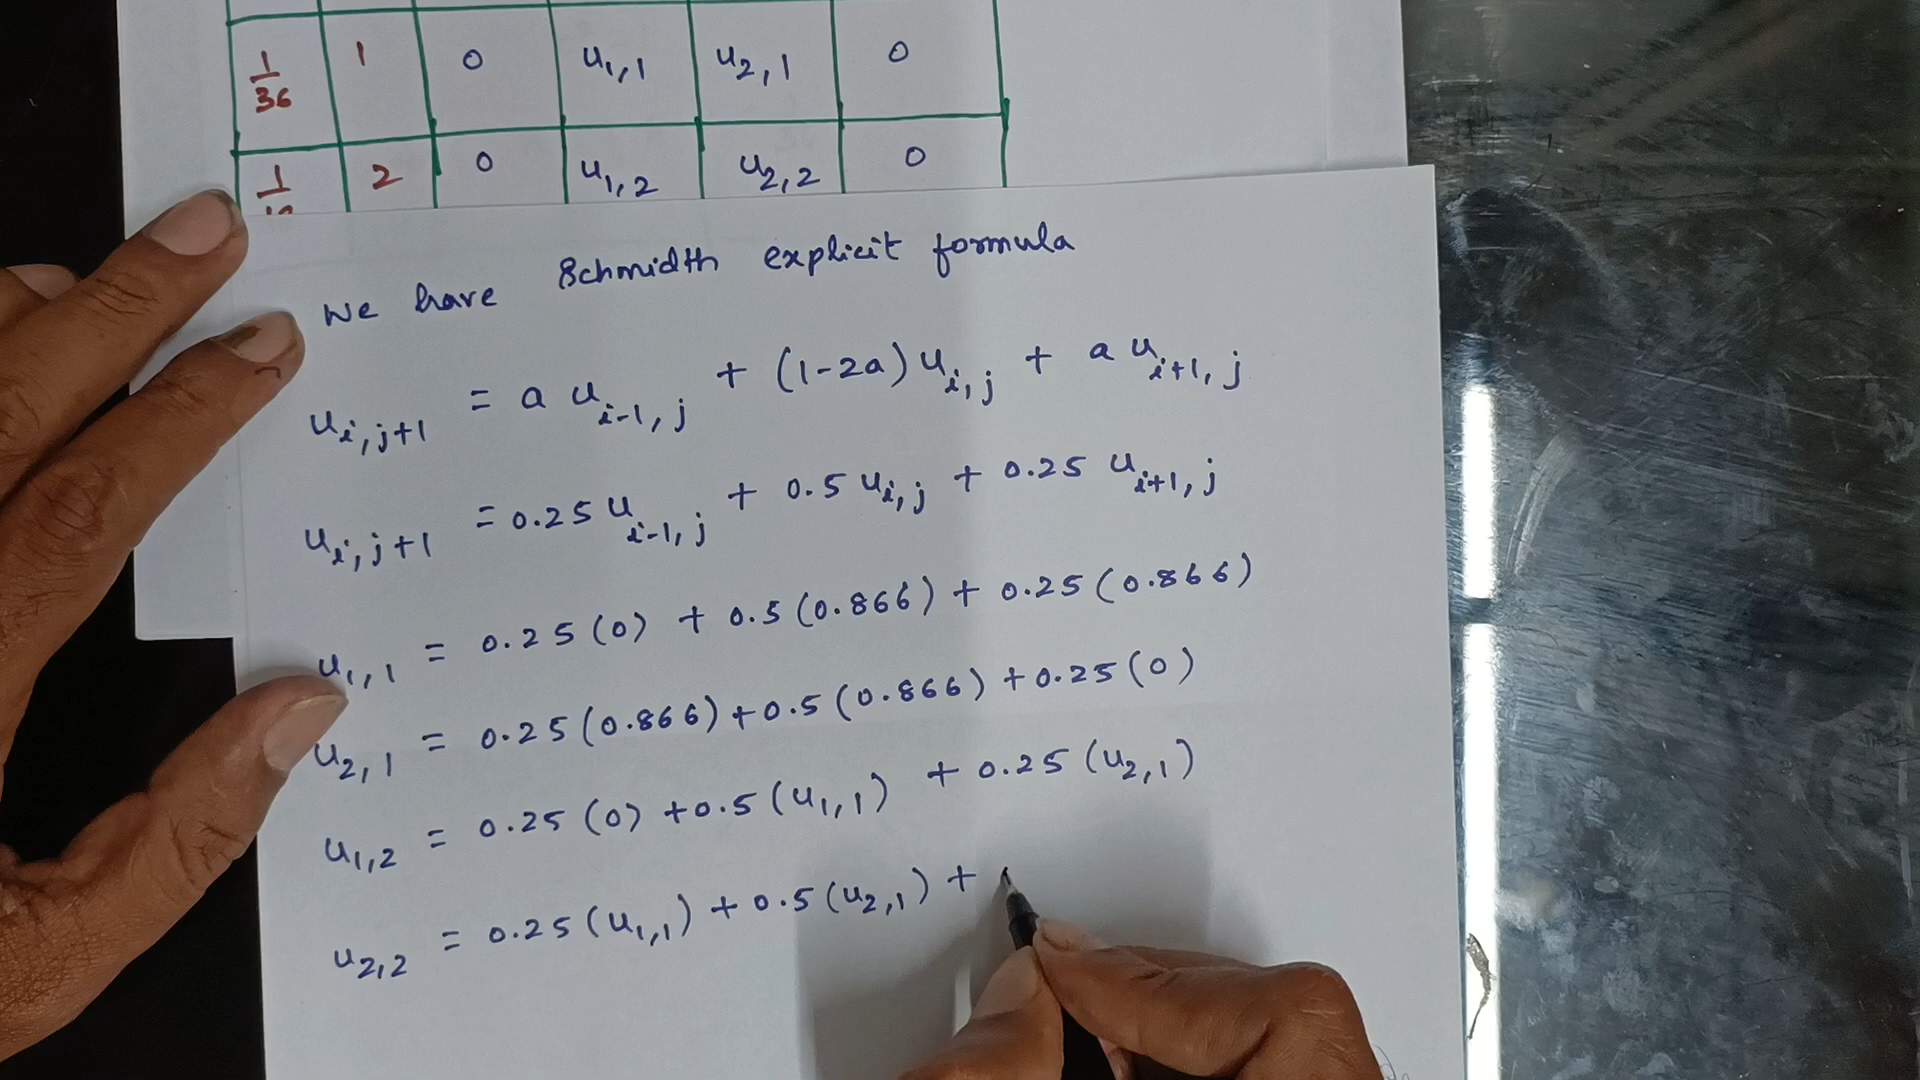 1/36 1 0 u1,1 u2,1 0
1/ 2 0 u1,2 u2,2 0
We have Schmidth explicit formula
ui,j+1 = a ui-1,j + (1-2a) ui,j + a ui+1,j
ui,j+1 = 0.25 ui-1,j + 0.5 ui,j + 0.25 ui+1,j
u1,1 = 0.25(0) + 0.5(0.866) + 0.25(0.866)
u2,1 = 0.25(0.866) + 0.5(0.866) + 0.25(0)
u1,2 = 0.25(0) + 0.5(u1,1) + 0.25(u2,1)
u2,2 = 0.25(u1,1) + 0.5(u2,1) +